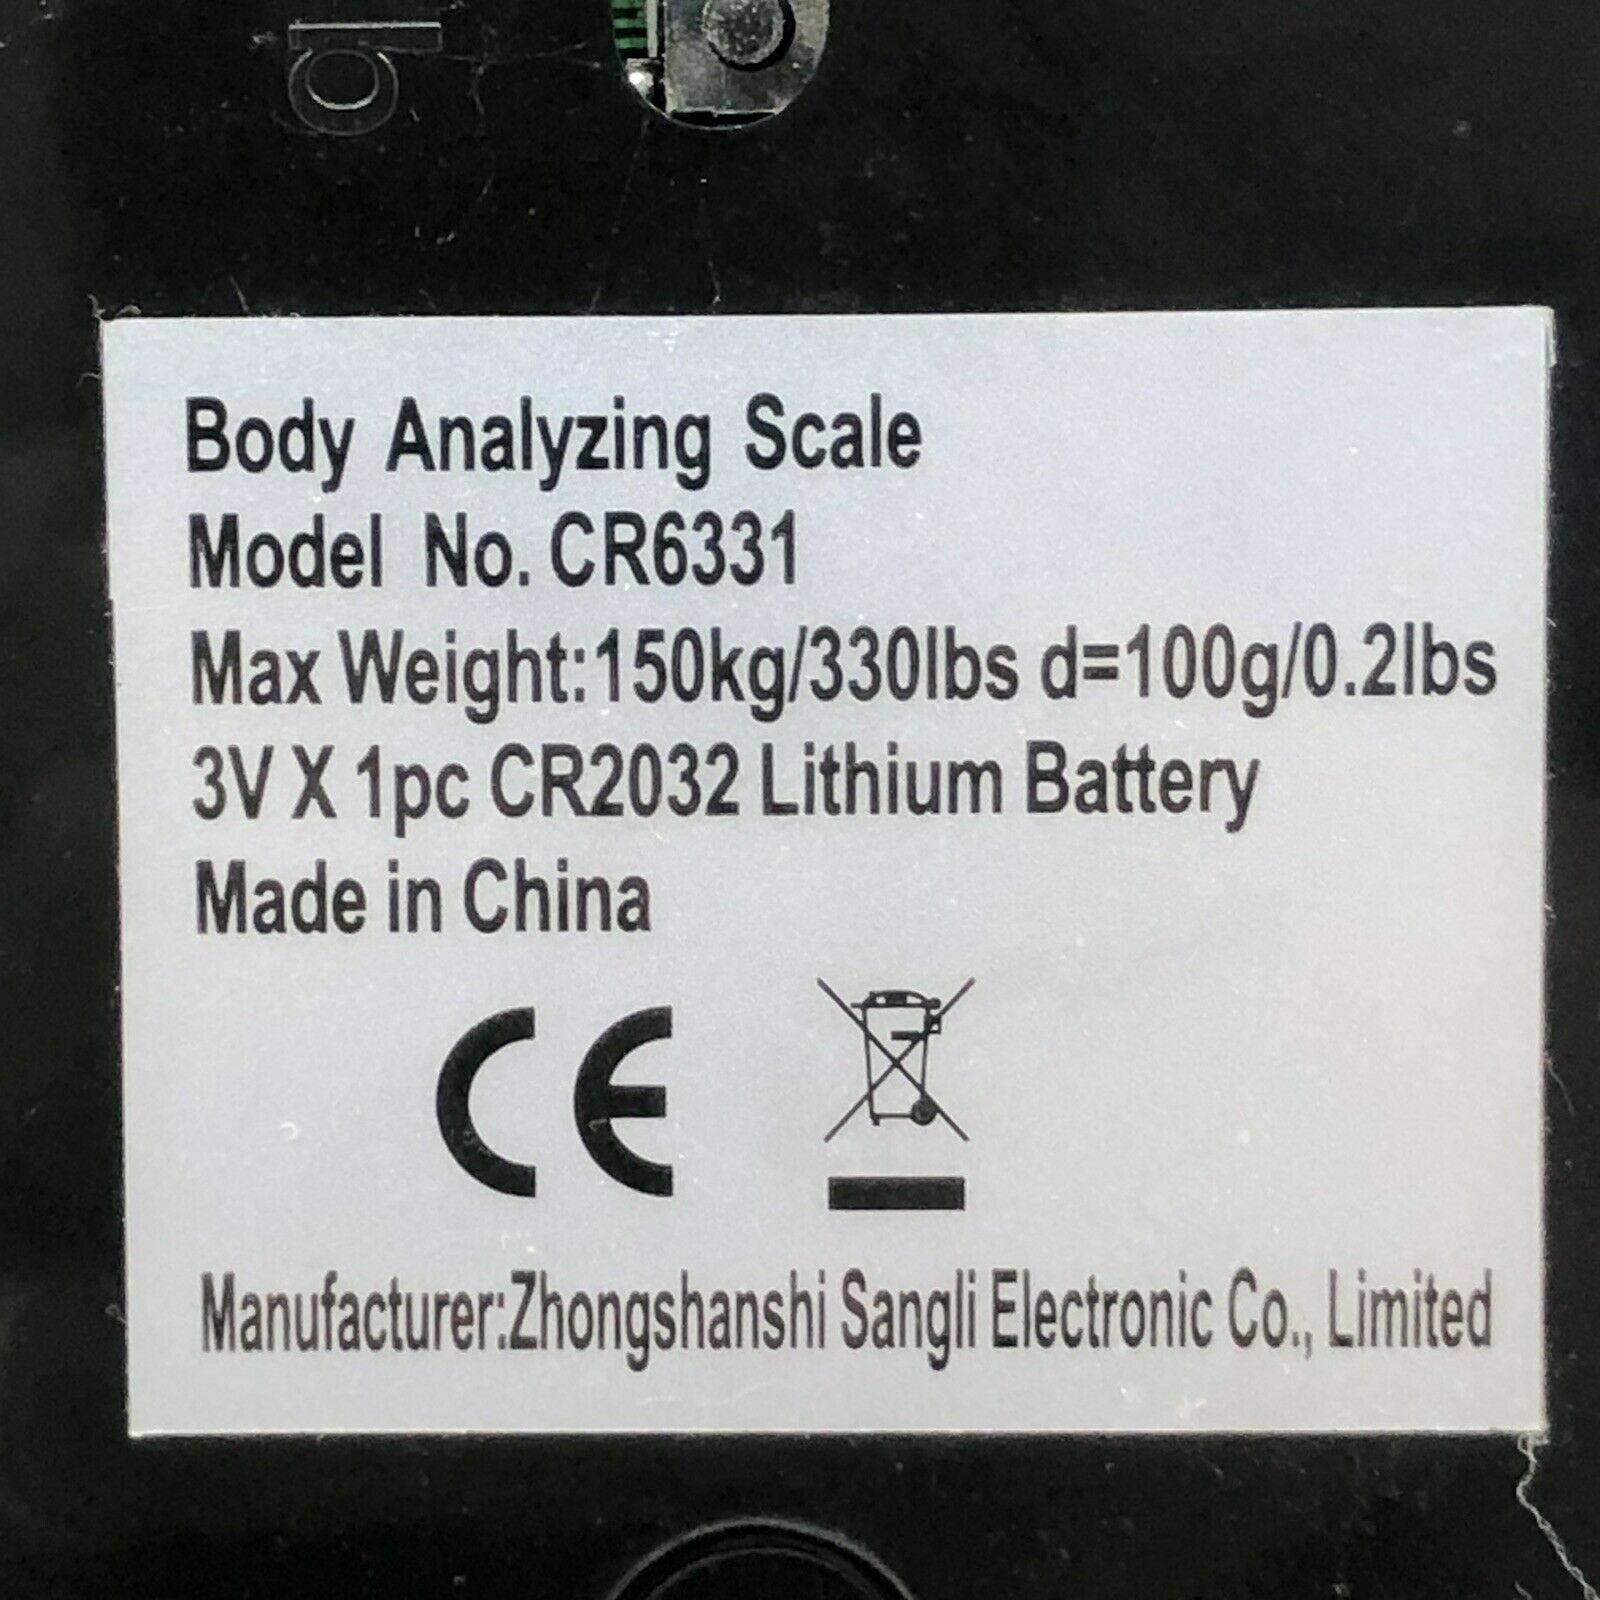 lb
Body Analyzing Scale
Model No. CR6331
Max Weight:150kg/330lbs d=100g/0.2lbs
3V X 1pc CR2032 Lithium Battery
Made in China
CE
Manufacturer:Zhongshanshi Sangli Electronic Co., Limited